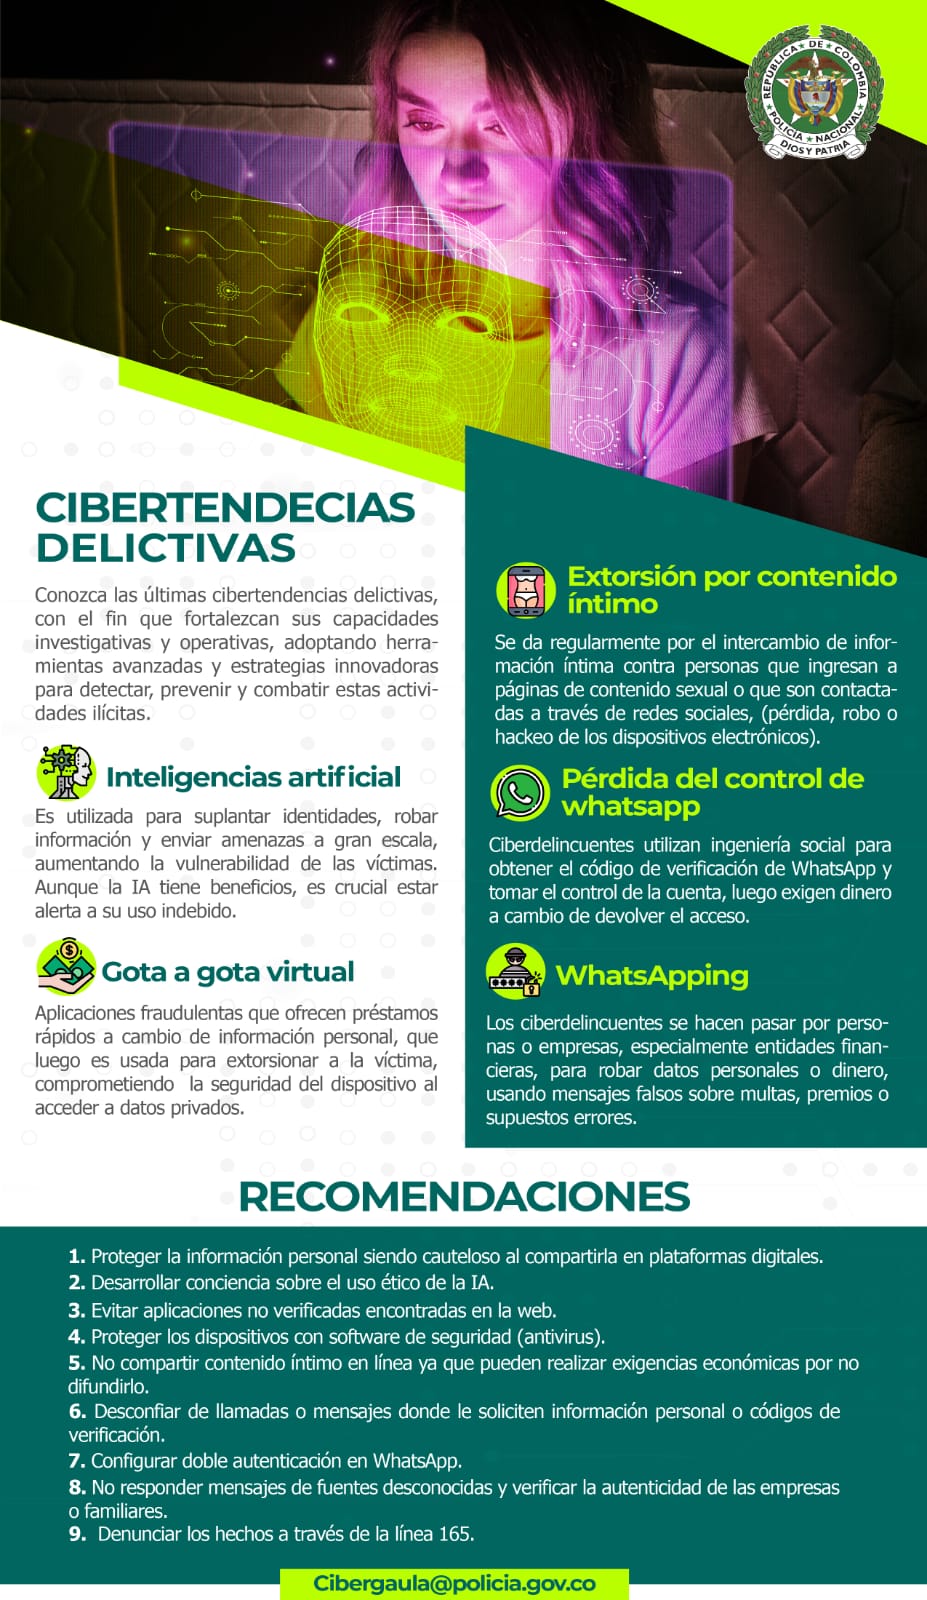 REPÚBLICA DE COLOMBIA
POLICÍA NACIONAL
DIOS Y PATRIA
CIBERTENDECIAS
DELICTIVAS
Conozca las últimas cibertendencias delictivas,
con el fin que fortalezcan sus capacidades
investigativas y operativas, adoptando herra-
mientas avanzadas y estrategias innovadoras
para detectar, prevenir y combatir estas activi-
dades ilícitas.
Inteligencias artificial
Es utilizada para suplantar identidades, robar
información y enviar amenazas a gran escala,
aumentando la vulnerabilidad de las víctimas.
Aunque la IA tiene beneficios, es crucial estar
alerta a su uso indebido.
Gota a gota virtual
Aplicaciones fraudulentas que ofrecen préstamos
rápidos a cambio de información personal, que
luego es usada para extorsionar a la víctima,
comprometiendo la seguridad del dispositivo al
acceder a datos privados.
Extorsión por contenido
íntimo
Se da regularmente por el intercambio de infor-
mación íntima contra personas que ingresan a
páginas de contenido sexual o que son contacta-
das a través de redes sociales, (pérdida, robo o
hackeo de los dispositivos electrónicos).
Pérdida del control de
whatsapp
Ciberdelincuentes utilizan ingeniería social para
obtener el código de verificación de WhatsApp y
tomar el control de la cuenta, luego exigen dinero
a cambio de devolver el acceso.
WhatsApping
Los ciberdelincuentes se hacen pasar por perso-
nas o empresas, especialmente entidades finan-
cieras, para robar datos personales o dinero,
usando mensajes falsos sobre multas, premios o
supuestos errores.
RECOMENDACIONES
1. Proteger la información personal siendo cauteloso al compartirla en plataformas digitales.
2. Desarrollar conciencia sobre el uso ético de la IA.
3. Evitar aplicaciones no verificadas encontradas en la web.
4. Proteger los dispositivos con software de seguridad (antivirus).
5. No compartir contenido íntimo en línea ya que pueden realizar exigencias económicas por no
difundirlo.
6. Desconfiar de llamadas o mensajes donde le soliciten información personal o códigos de
verificación.
7. Configurar doble autenticación en WhatsApp.
8. No responder mensajes de fuentes desconocidas y verificar la autenticidad de las empresas
o familiares.
9. Denunciar los hechos a través de la línea 165.
Cibergaula@policia.gov.co